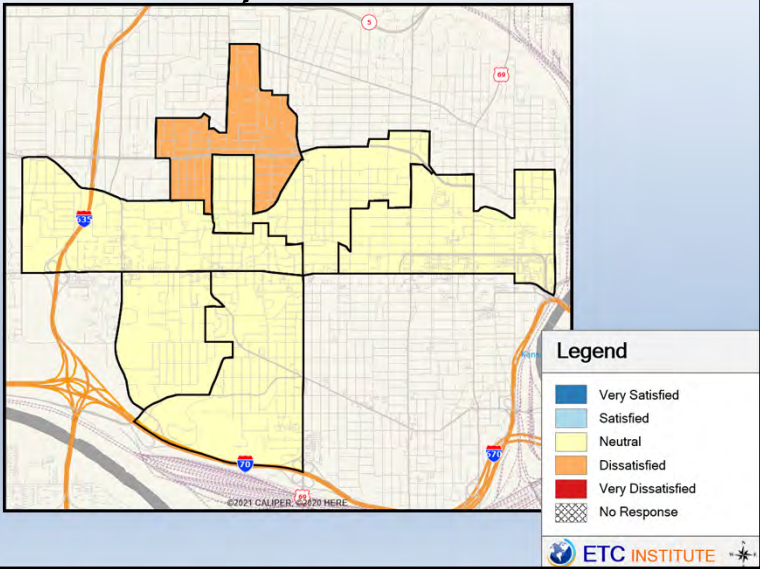 5
69
635
Legend
Very Satisfied
Satisfied
Neutral
Dissatisfied
Very Dissatisfied
No Response
670
70
69
©2021 CALIPER; ©2020 HERE
ETC INSTITUTE
N